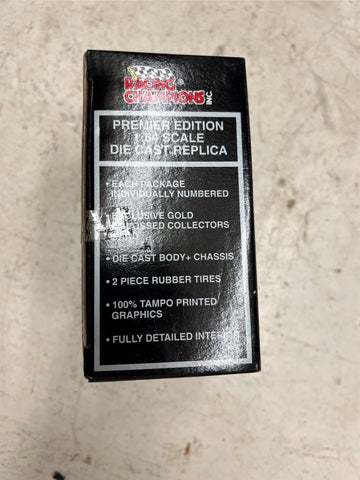 RACING
CHAMPIONS INC.
PREMIER EDITION
1:64 SCALE
DIE CAST REPLICA
• EACH PACKAGE
INDIVIDUALLY NUMBERED
GOLD
COLLECTORS
• DIE CAST BODY+ CHASSIS
• 2 PIECE RUBBER TIRES
• 100% TAMPO PRINTED
GRAPHICS
• FULLY DETAILED